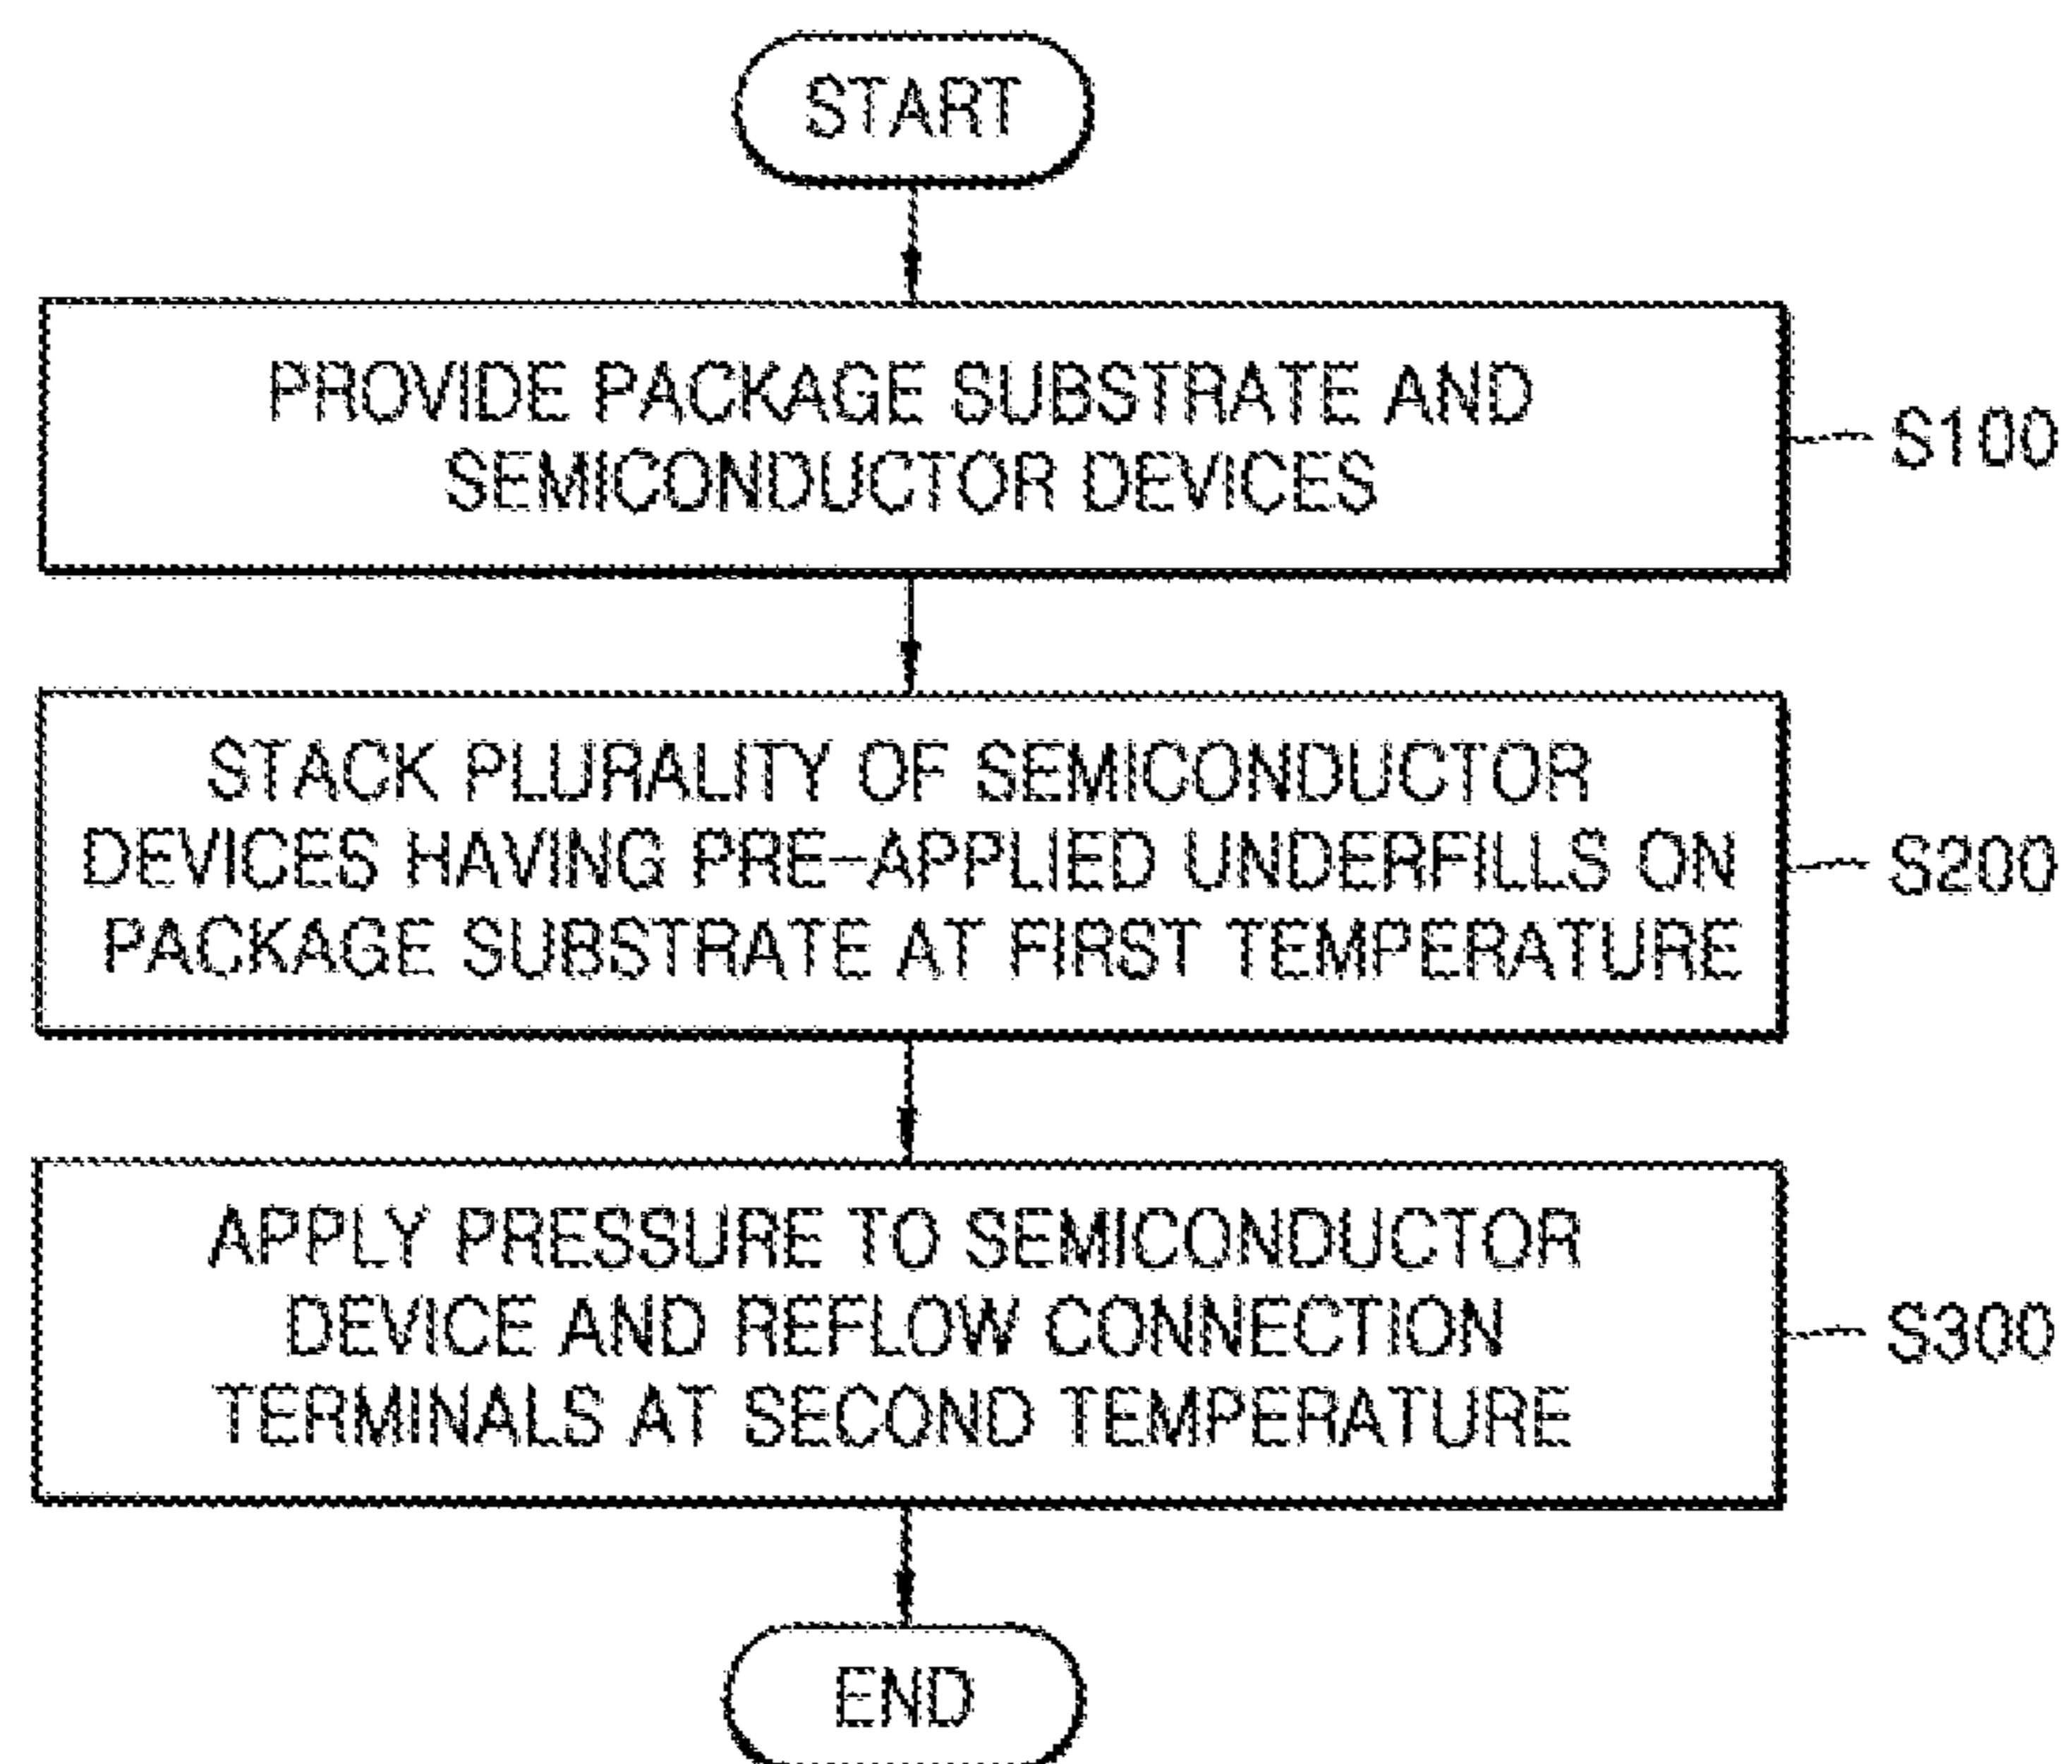 START
PROVIDE PACKAGE SUBSTRATE AND
SEMICONDUCTOR DEVICES
S100
STACK PLURALITY OF SEMICONDUCTOR
DEVICES HAVING PRE-APPLIED UNDERFILLS ON
PACKAGE SUBSTRATE AT FIRST TEMPERATURE
S200
APPLY PRESSURE TO SEMICONDUCTOR
DEVICE AND REFLOW CONNECTION
TERMINALS AT SECOND TEMPERATURE
S300
END